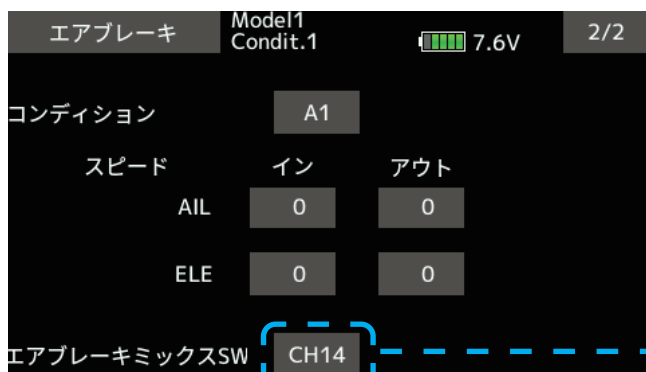 エアブレーキ
Model1
Condit.1
7.6V
2/2
コンディション A1
スピード イン アウト
AIL 0 0
ELE 0 0
エアブレーキミックスSW CH14